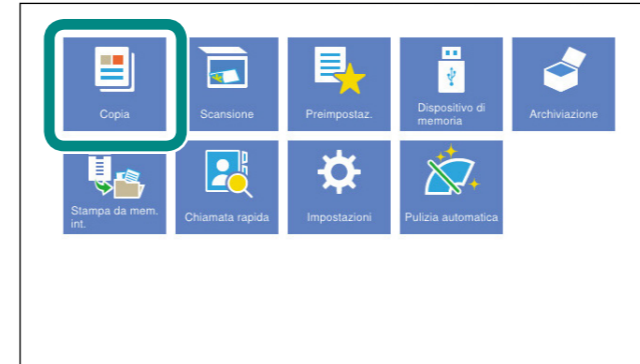 Copia
Scansione
Preimpostaz.
Dispositivo di
memoria
Archiviazione
Stampa da mem.
int.
Chiamata rapida
Impostazioni
Pulizia automatica